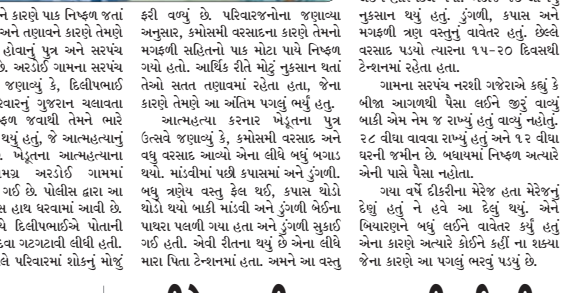 ને કારણે પાક નિષ્ફળ જતાં
અને તણાવને કારણે તેમણે
હોવાનું પુત્ર અને સરપંચ
છે. અરડોઈ ગામના સરપંચ
જણાવ્યું કે, દિલીપભાઈ
રવારનું ગુજરાન ચલાવતા
ફળ જવાથી તેમને ભારે
થયું હતું, જે આત્મહત્યાનું
. ખેડૂતના આત્મહત્યાના
મગ્ર અરડોઈ ગામમાં
ગઈ છે. પોલીસ દ્વારા આ
સ હાથ ધરવામાં આવી છે.
યે દિલીપભાઈએ પોતાની
દવા ગટગટાવી લીધી હતી.
લે પરિવારમાં શોકનું મોજું
ફરી વળ્યું છે. પરિવારજનોના જણાવ્યા
અનુસાર, કમોસમી વરસાદના કારણે તેમનો
મગફળી સહિતનો પાક મોટા પાયે નિષ્ફળ
ગયો હતો. આર્થિક રીતે મોટું નુકસાન થતાં
તેઓ સતત તણાવમાં રહેતા હતા, જેના
કારણે તેમણે આ અંતિમ પગલું ભર્યું હતું.
આત્મહત્યા કરનાર ખેડૂતના પુત્ર
ઉત્સવે જણાવ્યું કે, કમોસમી વરસાદ અને
વધુ વરસાદ આવ્યો એના લીધે બધું બગાડ
થયો. માંડવીમાં પછી કપાસમાં અને ડુંગળી.
બધુ ત્રણેય વસ્તુ ફેલ થઈ, કપાસ થોડો
થોડો થયો બાકી માંડવી અને ડુંગળી બેઈના
પાથરા પલળી ગયા હતા અને ડુંગળી સુકાઈ
ગઈ હતી. એવી રીતના થયું છે એના લીધે
મારા પિતા ટેન્શનમાં હતા. અમને આ વસ્તુ
નુકસાન થયું હતું. ડુંગળી, કપાસ અને
મગફળી ત્રણ વસ્તુનું વાવેતર હતું. છેલ્લે
વરસાદ પડયો ત્યારના ૧૫-૨૦ દિવસથી
ટેન્શનમાં રહેતા હતા.
ગામના સરપંચ નરશી ગજેરાએ કહ્યું કે
બીજા આગળથી પૈસા લઈને જીરું વાવ્યું
બાકી એમ નેમ જ રાખ્યું હતું વાવ્યું નહોતું.
૨૮ વીઘા વાવવા રાખ્યું હતું અને ૧૨ વીઘા
ઘરની જમીન છે. બધાયમાં નિષ્ફળ અત્યારે
એની પાસે પૈસા નહોતા.
ગયા વર્ષે દીકરીના મેરેજ હતા મેરેજનું
દેણું હતું ને હવે આ દેલું થયું. એને
બિયારણને બધું લઈને વાવેતર કર્યું હતું
એના કારણે અત્યારે કોઈને કહીં ના શક્યા
જેના કારણે આ પગલું ભરવું પડયું છે.